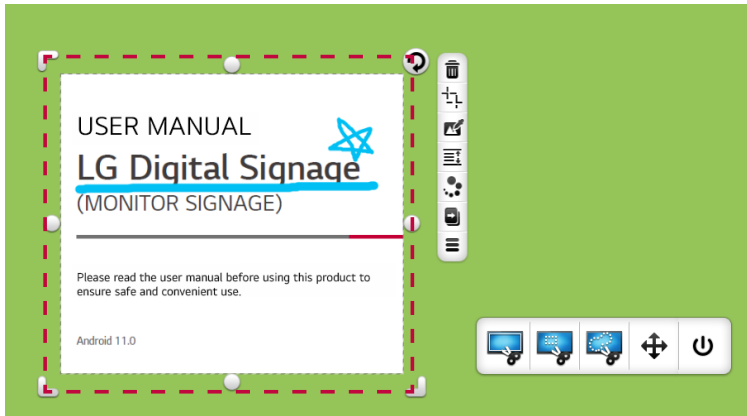 USER MANUAL
LG Digital Signage
(MONITOR SIGNAGE)
Please read the user manual before using this product to
ensure safe and convenient use.
Android 11.0